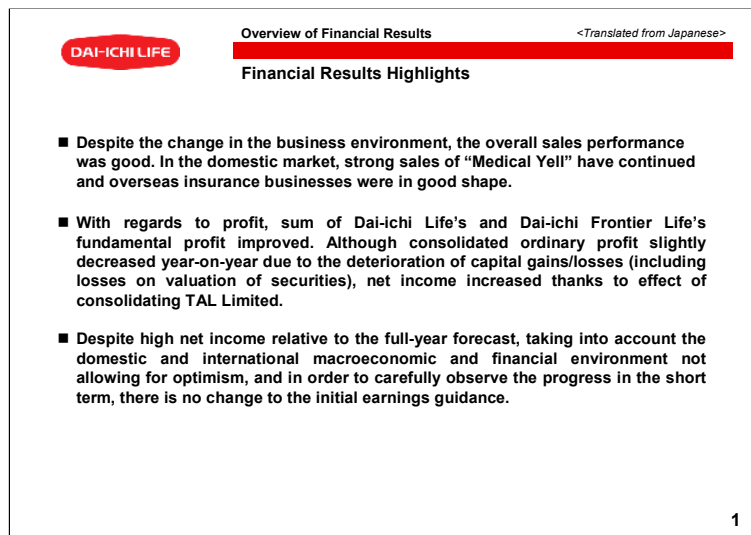 DAI-ICHI LIFE
Overview of Financial Results
<Translated from Japanese>
Financial Results Highlights
■ Despite the change in the business environment, the overall sales performance
was good. In the domestic market, strong sales of “Medical Yell” have continued
and overseas insurance businesses were in good shape.
■ With regards to profit, sum of Dai-ichi Life’s and Dai-ichi Frontier Life’s
fundamental profit improved. Although consolidated ordinary profit slightly
decreased year-on-year due to the deterioration of capital gains/losses (including
losses on valuation of securities), net income increased thanks to effect of
consolidating TAL Limited.
■ Despite high net income relative to the full-year forecast, taking into account the
domestic and international macroeconomic and financial environment not
allowing for optimism, and in order to carefully observe the progress in the short
term, there is no change to the initial earnings guidance.
1